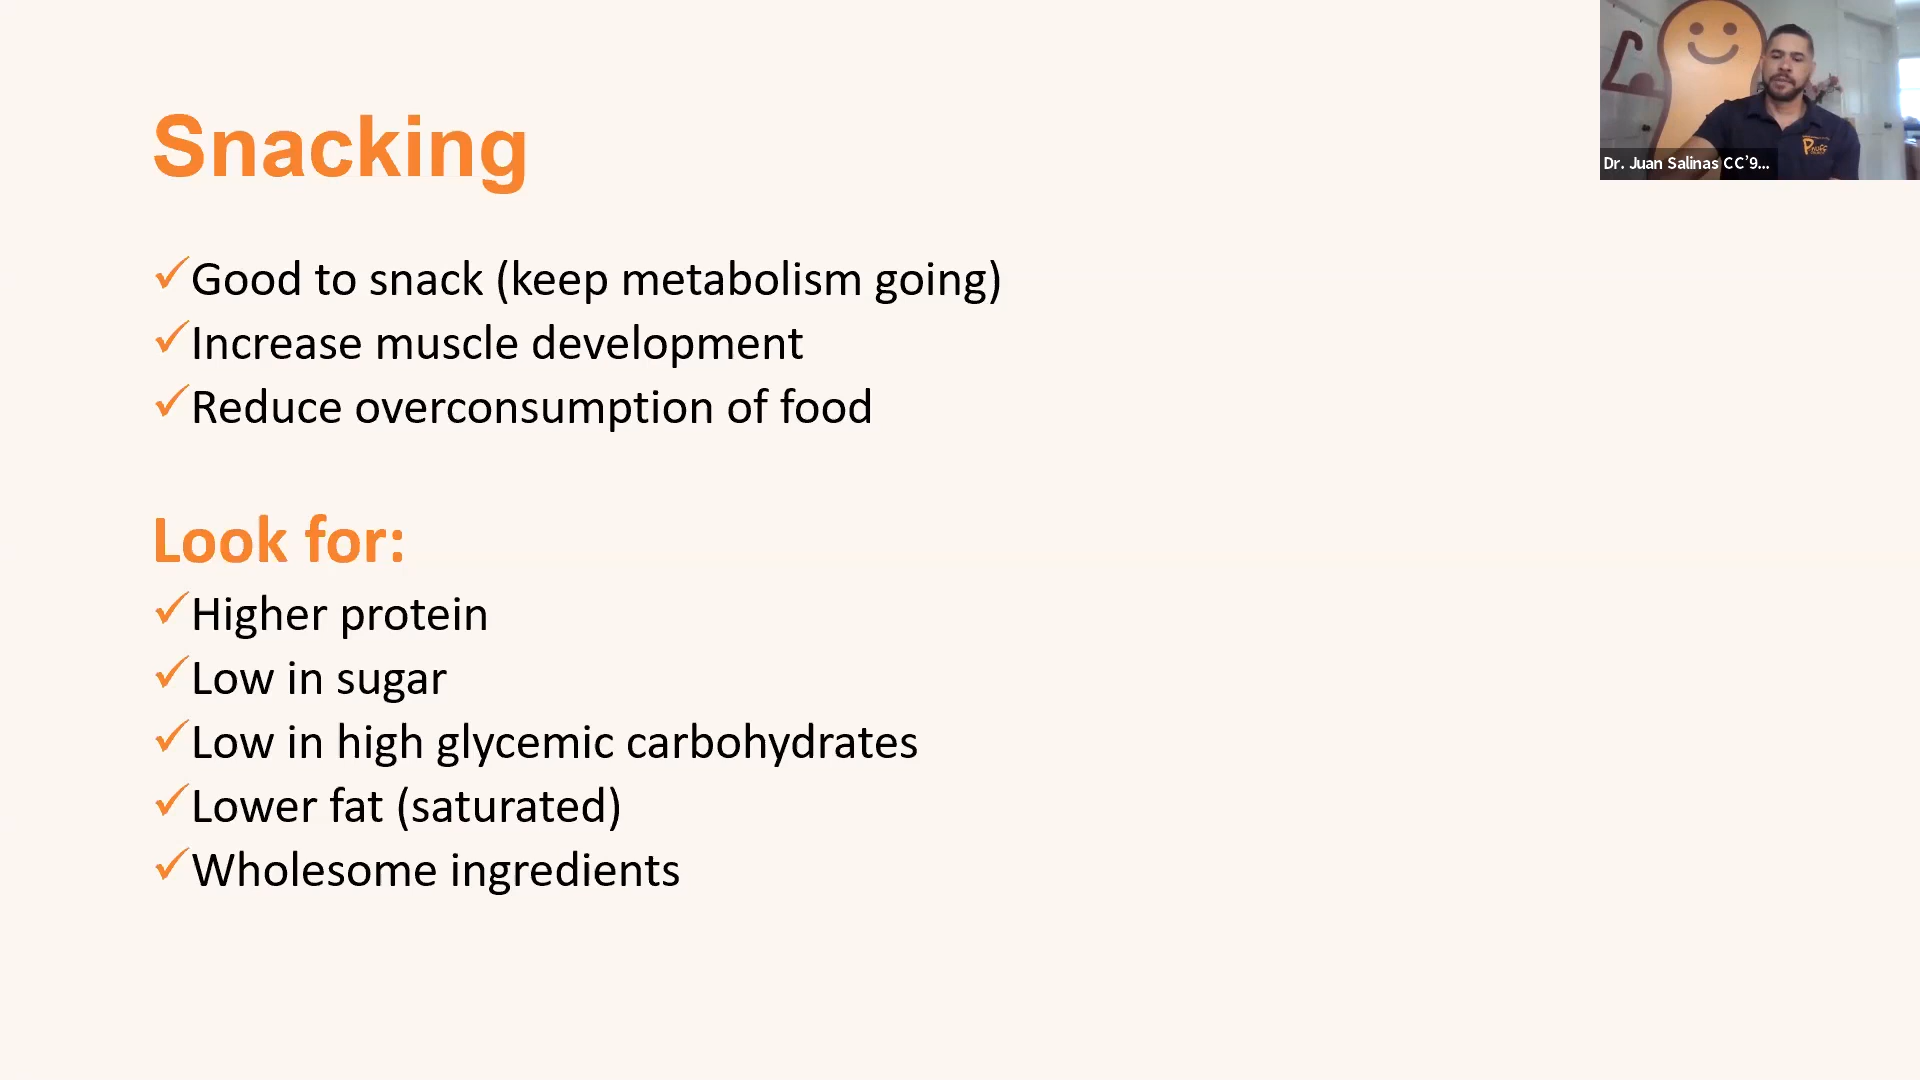 Snacking
✓Good to snack (keep metabolism going)
✓Increase muscle development
✓Reduce overconsumption of food
Look for:
✓Higher protein
✓Low in sugar
✓Low in high glycemic carbohydrates
✓Lower fat (saturated)
✓Wholesome ingredients
Dr. Juan Salinas CC’9...